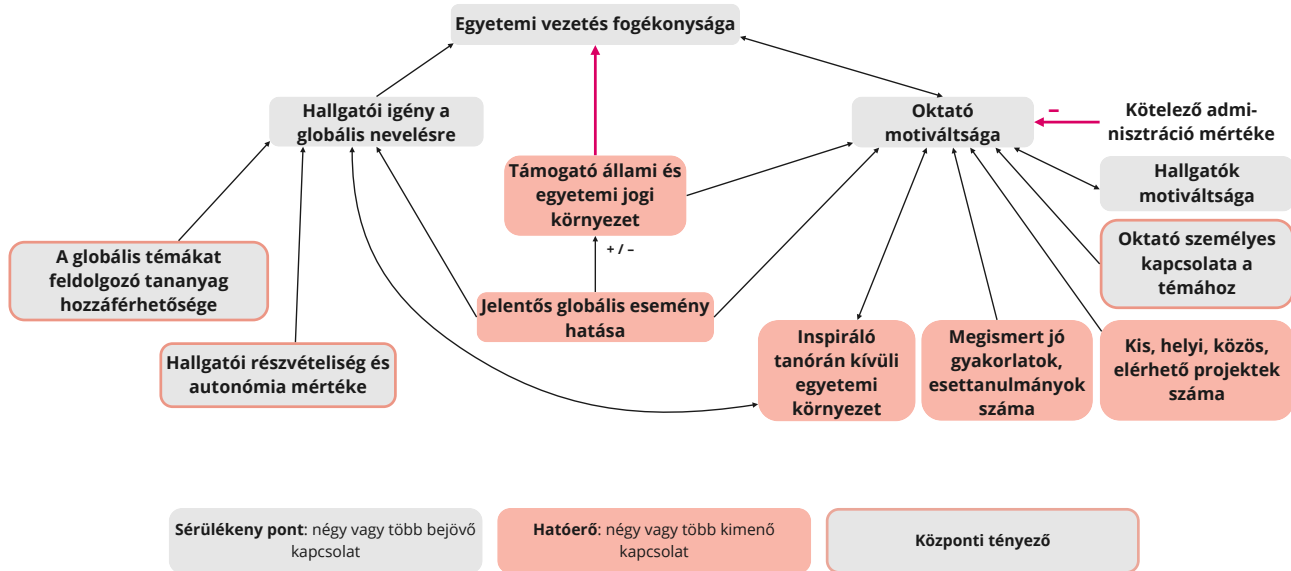 Egyetemi vezetés fogékonysága
Hallgatói igény a
globális nevelésre
Oktató
motiváltsága
–
Kötelező admi-
nisztráció mértéke
Támogató állami és
egyetemi jogi
környezet
Hallgatók
motiváltsága
+ / –
A globális témákat
feldolgozó tananyag
hozzáférhetősége
Oktató személyes
kapcsolata a
témához
Jelentős globális esemény
hatása
Hallgatói részvételiség és
autonómia mértéke
Inspiráló
tanórán kívüli
egyetemi
környezet
Megismert jó
gyakorlatok,
esettanulmányok
száma
Kis, helyi, közös,
elérhető projektek
száma
Sérülékeny pont: négy vagy több bejövő
kapcsolat
Hatóerő: négy vagy több kimenő
kapcsolat
Központi tényező